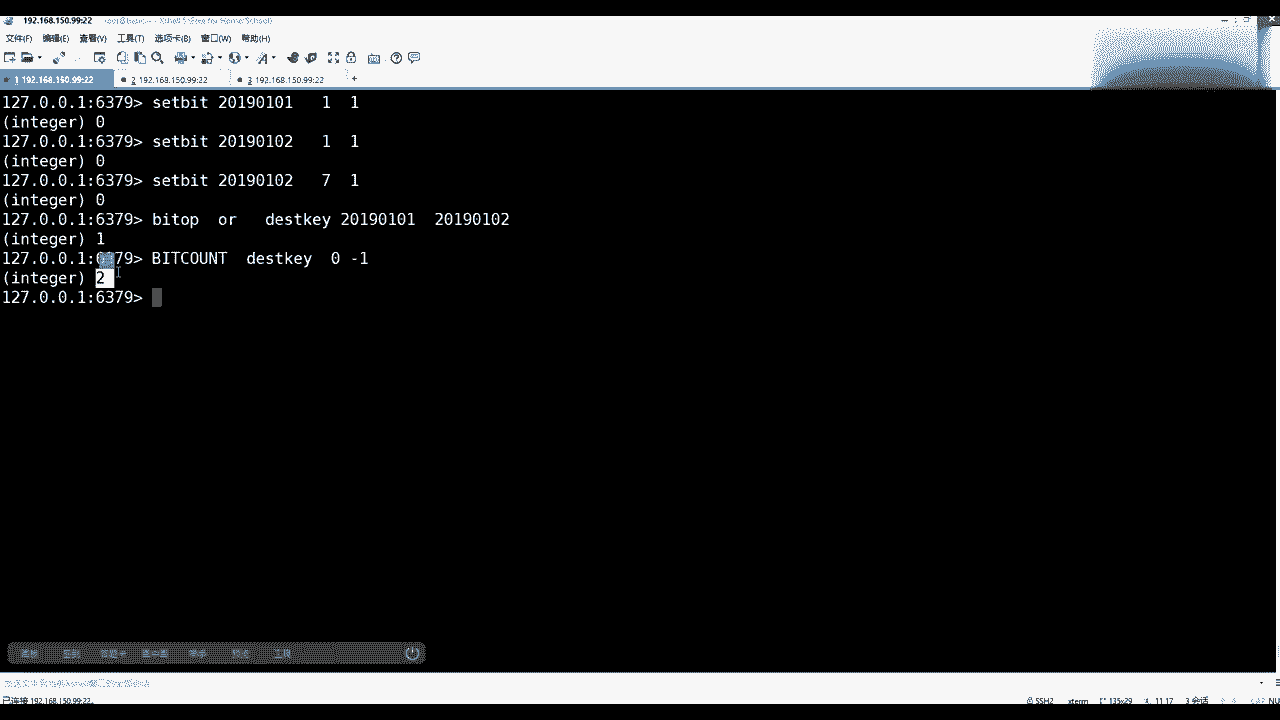 192.168.150.99:22
文件(F) 编辑(E) 查看(V) 工具(T) 选项卡(B) 窗口(W) 帮助(H)
1 192.168.150.99:22 2 192.168.150.99:22 3 192.168.150.99:22 +
127.0.0.1:6379> setbit 20190101 1 1
(integer) 0
127.0.0.1:6379> setbit 20190102 1 1
(integer) 0
127.0.0.1:6379> setbit 20190102 7 1
(integer) 0
127.0.0.1:6379> bitop or destkey 20190101 20190102
(integer) 1
127.0.0.1:6379> BITCOUNT destkey 0 -1
(integer) 2
127.0.0.1:6379>
工具
已连接 192.168.150.99:22。 SSH2 xterm 135x29 11,17 3 会话 NU